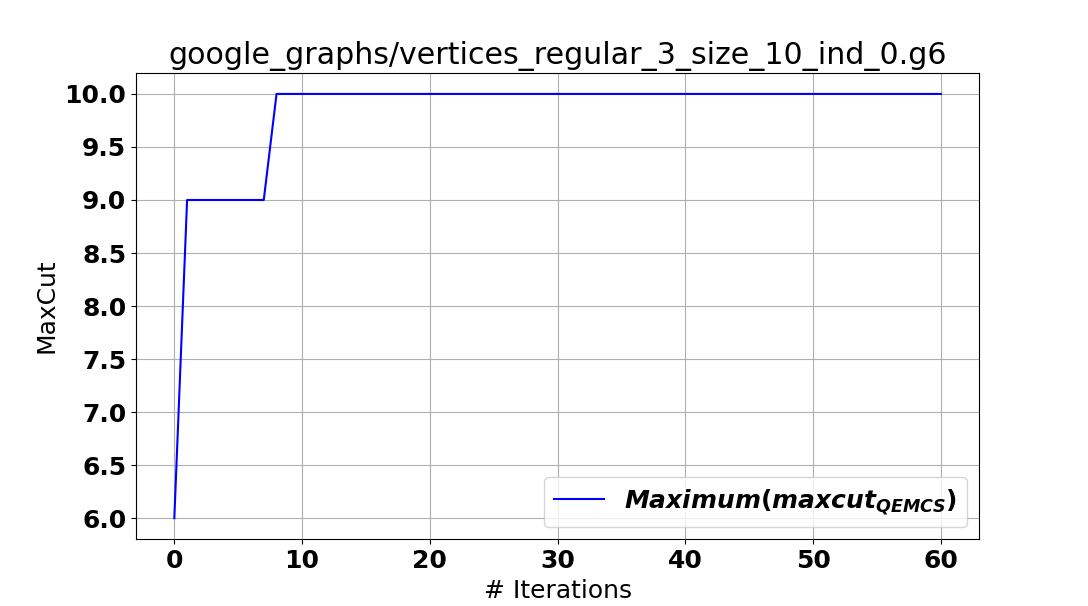 google_graphs/vertices_regular_3_size_10_ind_0.g6
10.0
9.5
9.0
8.5
8.0
7.5
7.0
6.5
6.0
MaxCut
Maximum(maxcut_QEMCS)
0 10 20 30 40 50 60
# Iterations